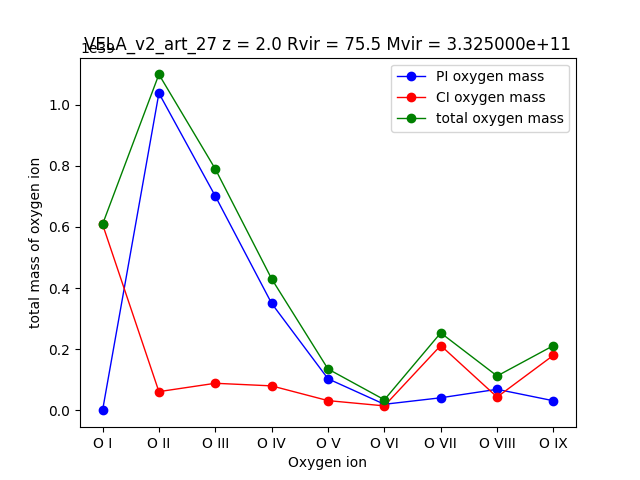 VELA_v2_art_27 z = 2.0 Rvir = 75.5 Mvir = 3.325000e+11
1e39
PI oxygen mass
CI oxygen mass
total oxygen mass
1.0
0.8
0.6
0.4
0.2
0.0
total mass of oxygen ion
O I O II O III O IV O V O VI O VII O VIII O IX
Oxygen ion